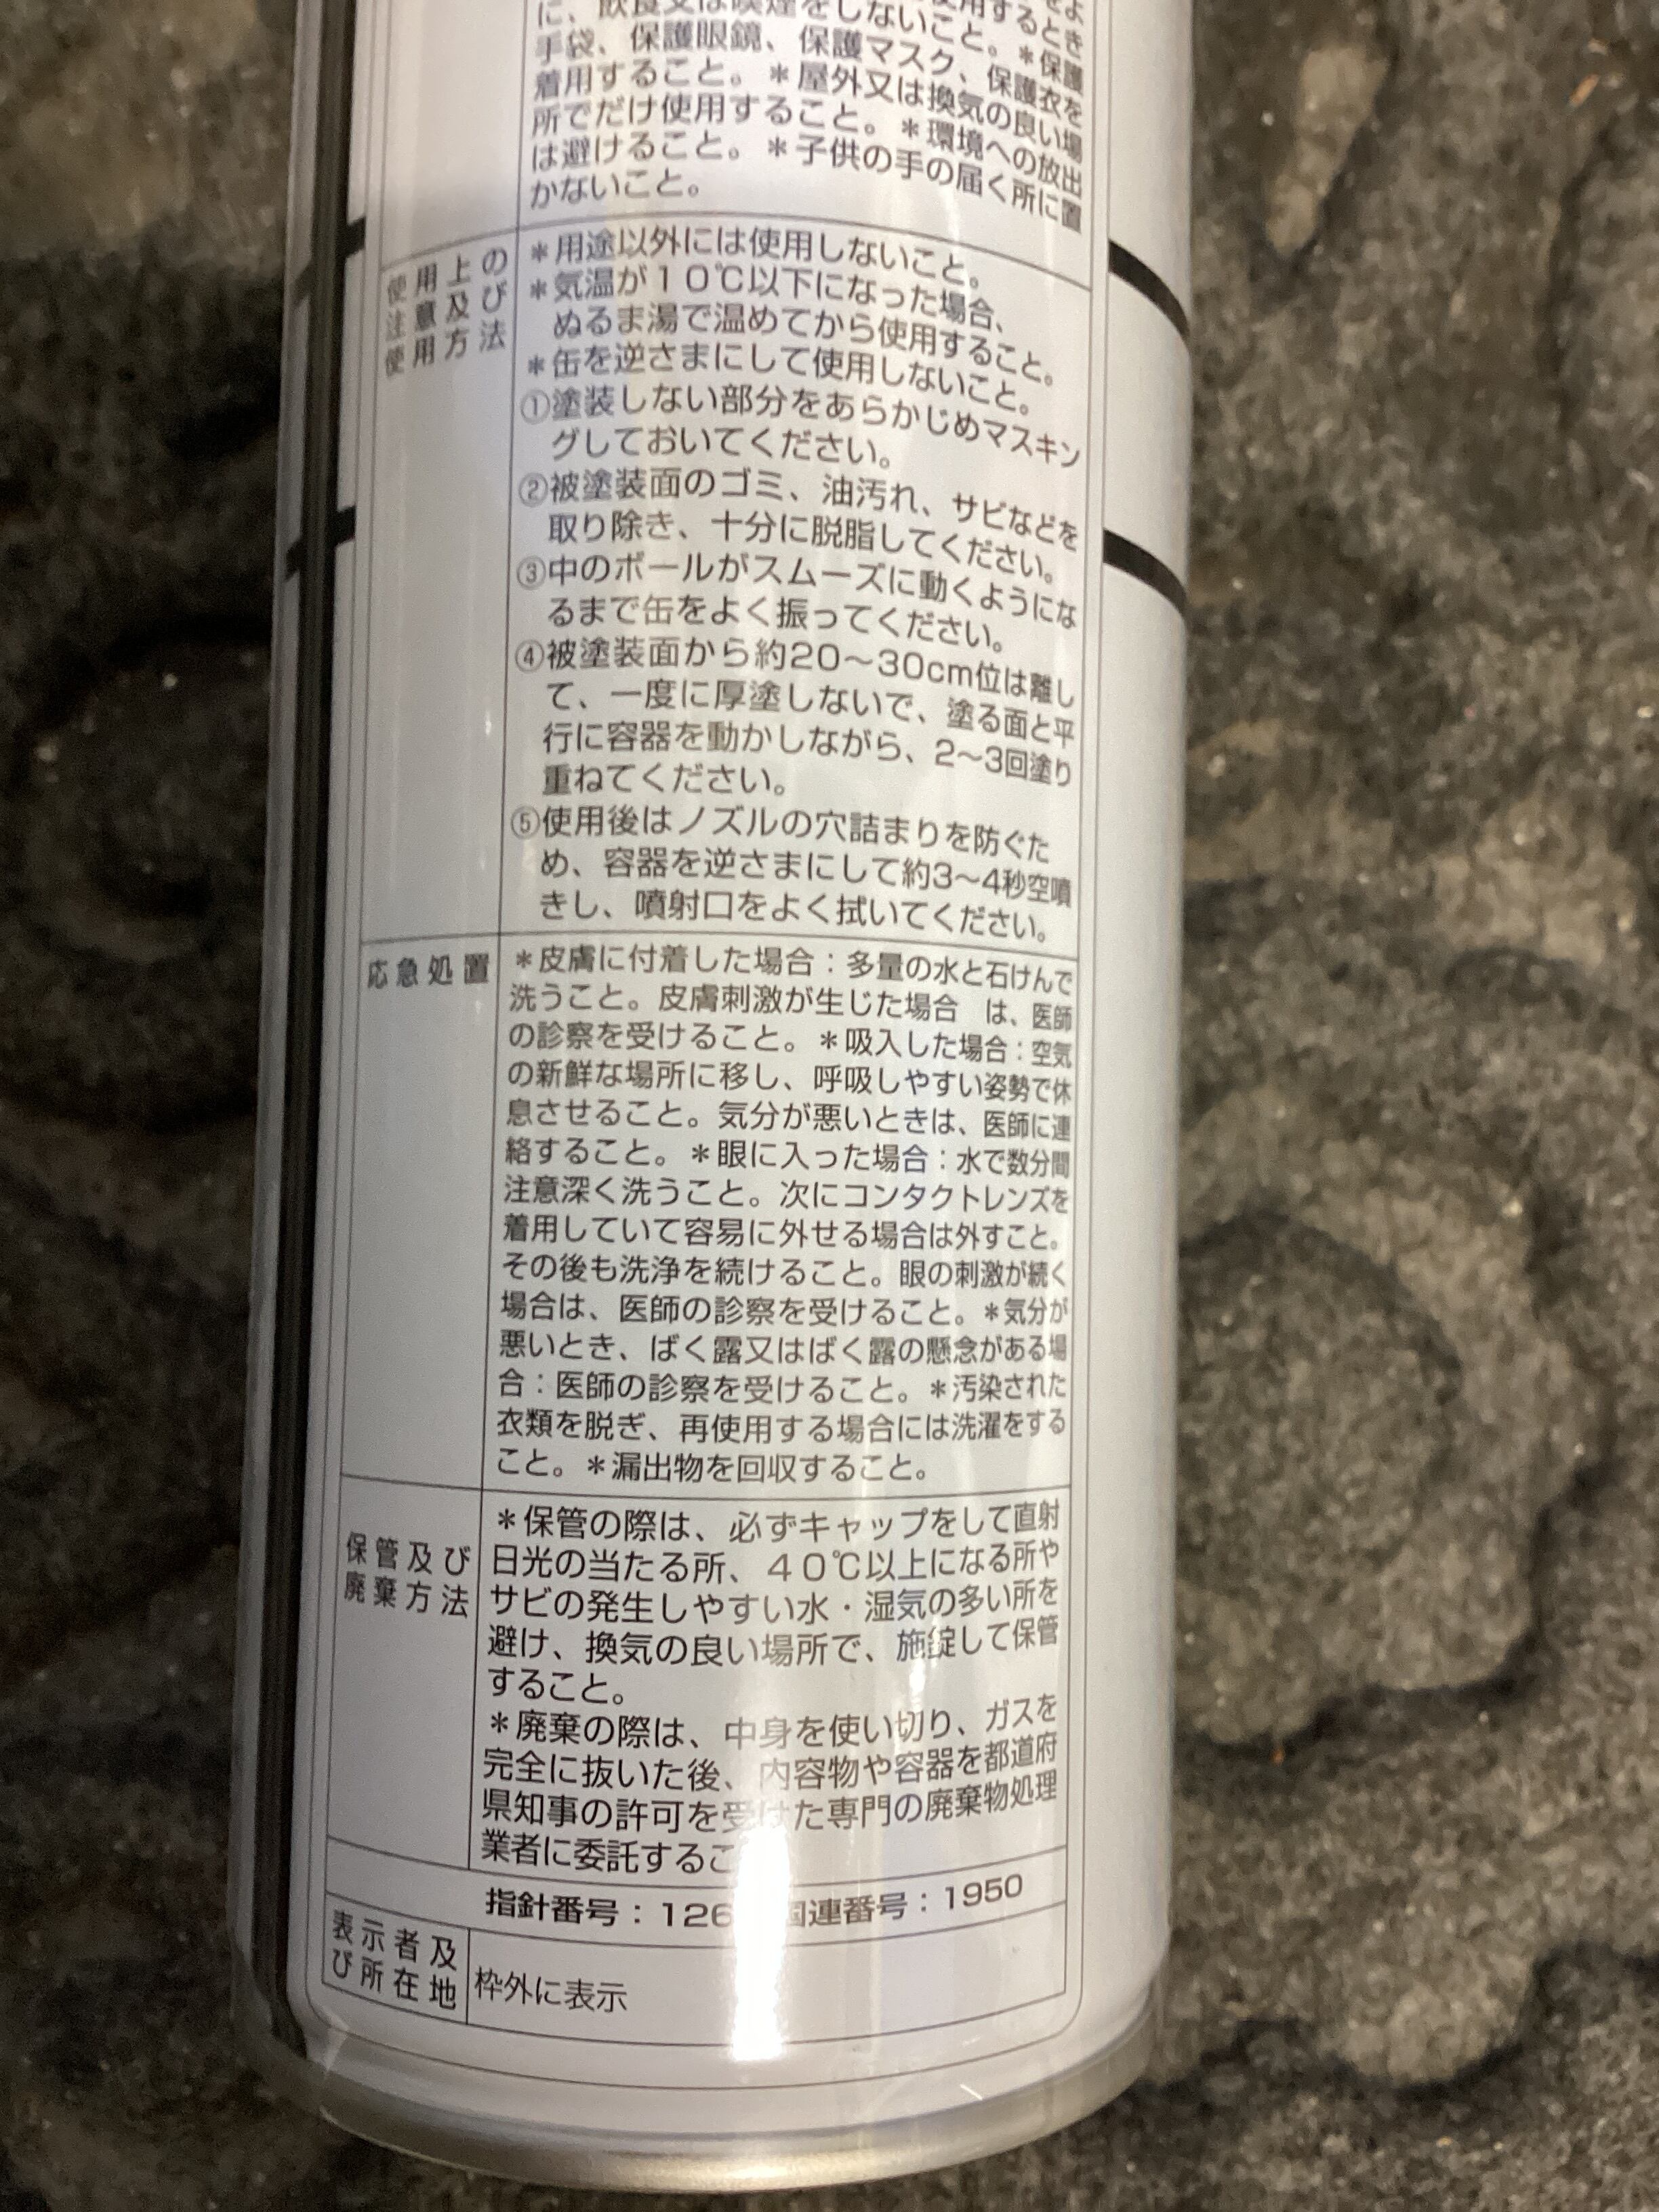 用するとき
に、飲食又は喫煙をしないこと。＊保護
手袋、保護眼鏡、保護マスク、保護衣を
着用すること。＊屋外又は換気の良い場
所でだけ使用すること。＊環境への放出
は避けること。＊子供の手の届く所に置
かないこと。
使用上の
注意及び
使用方法
＊用途以外には使用しないこと。
＊気温が１０℃以下になった場合、
ぬるま湯で温めてから使用すること。
＊缶を逆さまにして使用しないこと。
①塗装しない部分をあらかじめマスキン
グしておいてください。
②被塗装面のゴミ、油汚れ、サビなどを
取り除き、十分に脱脂してください。
③中のボールがスムーズに動くようにな
るまで缶をよく振ってください。
④被塗装面から約20～30cm位は離し
て、一度に厚塗しないで、塗る面と平
行に容器を動かしながら、2～3回塗り
重ねてください。
⑤使用後はノズルの穴詰まりを防ぐた
め、容器を逆さまにして約3～4秒空噴
きし、噴射口をよく拭いてください。
応急処置
＊皮膚に付着した場合：多量の水と石けんで
洗うこと。皮膚刺激が生じた場合　は、医師
の診察を受けること。＊吸入した場合：空気
の新鮮な場所に移し、呼吸しやすい姿勢で休
息させること。気分が悪いときは、医師に連
絡すること。＊眼に入った場合：水で数分間
注意深く洗うこと。次にコンタクトレンズを
着用していて容易に外せる場合は外すこと。
その後も洗浄を続けること。眼の刺激が続く
場合は、医師の診察を受けること。＊気分が
悪いとき、ばく露又はばく露の懸念がある場
合：医師の診察を受けること。＊汚染された
衣類を脱ぎ、再使用する場合には洗濯をする
こと。＊漏出物を回収すること。
保管及び
廃棄方法
＊保管の際は、必ずキャップをして直射
日光の当たる所、４０℃以上になる所や
サビの発生しやすい水・湿気の多い所を
避け、換気の良い場所で、施錠して保管
すること。
＊廃棄の際は、中身を使い切り、ガスを
完全に抜いた後、内容物や容器を都道府
県知事の許可を受けた専門の廃棄物処理
業者に委託するこ
指針番号：126 国連番号：1950
表示者及
び所在地
枠外に表示